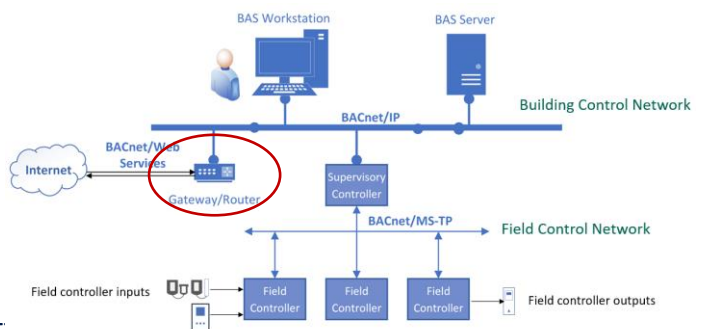 BAS Workstation
BAS Server
Building Control Network
BACnet/IP
BACnet/Web
Services
Internet
Gateway/Router
Supervisory
Controller
BACnet/MS-TP
Field Control Network
Field controller inputs
Field
Controller
Field
Controller
Field
Controller
Field controller outputs